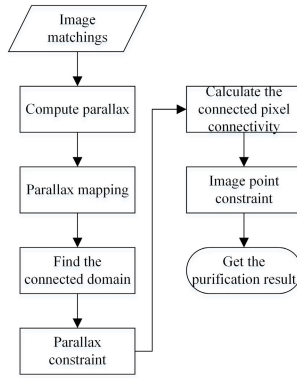 Image
matchings
Compute parallax
Parallax mapping
Find the
connected domain
Parallax
constraint
Calculate the
connected pixel
connectivity
Image point
constraint
Get the
purification result